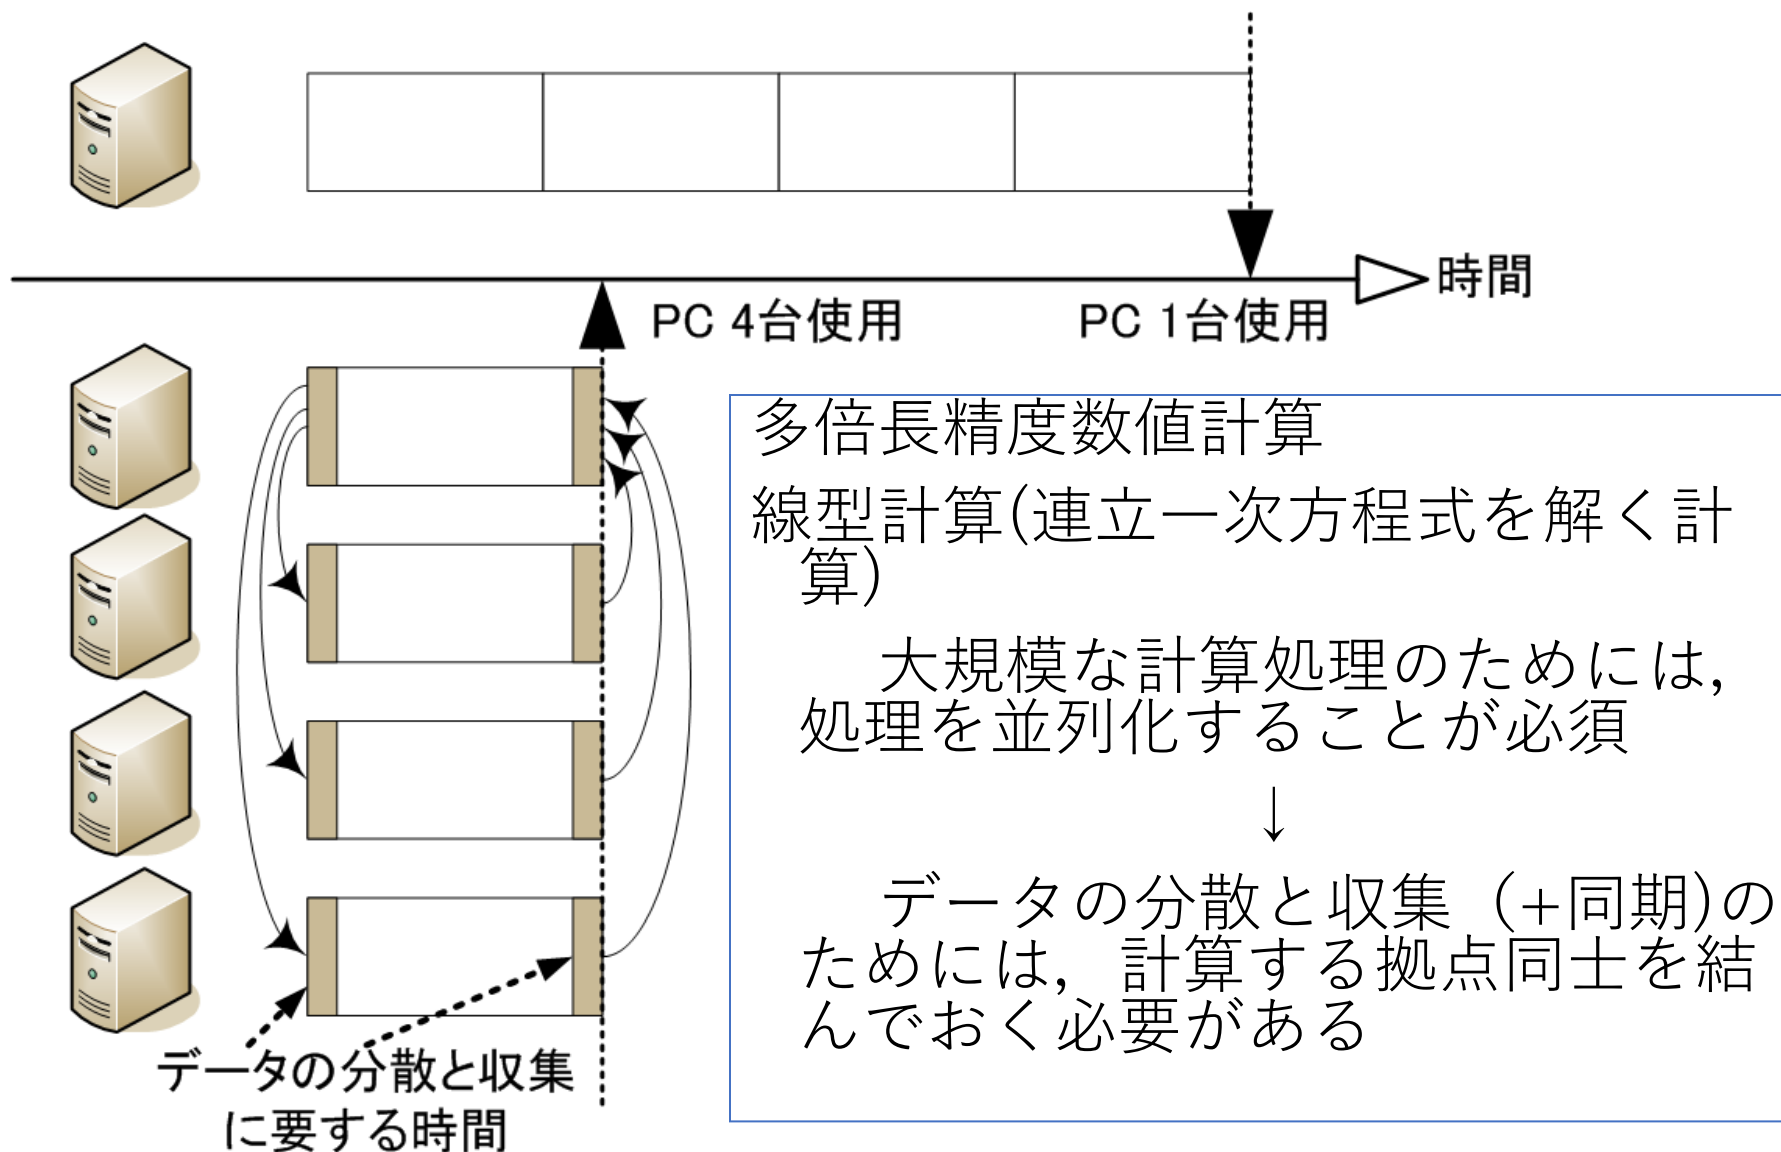 時間
PC 4台使用
PC 1台使用
多倍長精度数値計算
線型計算(連立一次方程式を解く計
算)
大規模な計算処理のためには,
処理を並列化することが必須
↓
データの分散と収集 (+同期)の
ためには, 計算する拠点同士を結
んでおく必要がある
データの分散と収集
に要する時間